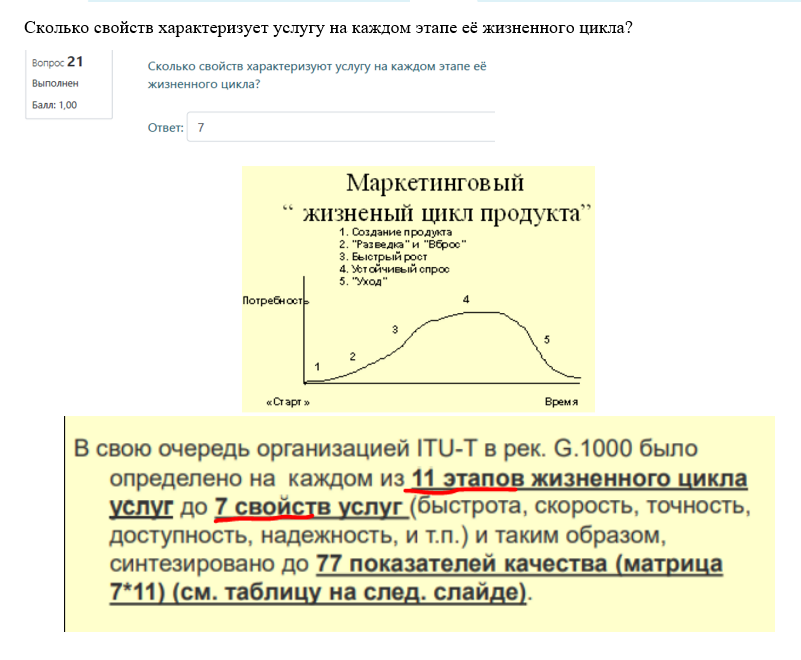 Сколько свойств характеризует услугу на каждом этапе её жизненного цикла?
Вопрос 21
Выполнен
Балл: 1,00
Сколько свойств характеризуют услугу на каждом этапе её
жизненного цикла?
Ответ: 7
Маркетинговый
“ жизненый цикл продукта”
1. Создание продукта
2. "Разведка" и "Вброс"
3. Быстрый рост
4. Устойчивый спрос
5. "Уход"
Потребность
4
3
5
2
1
«Старт»
Время
В свою очередь организацией ITU-T в рек. G.1000 было
определено на каждом из 11 этапов жизненного цикла
услуг до 7 свойств услуг (быстрота, скорость, точность,
доступность, надежность, и т.п.) и таким образом,
синтезировано до 77 показателей качества (матрица
7*11) (см. таблицу на след. слайде).